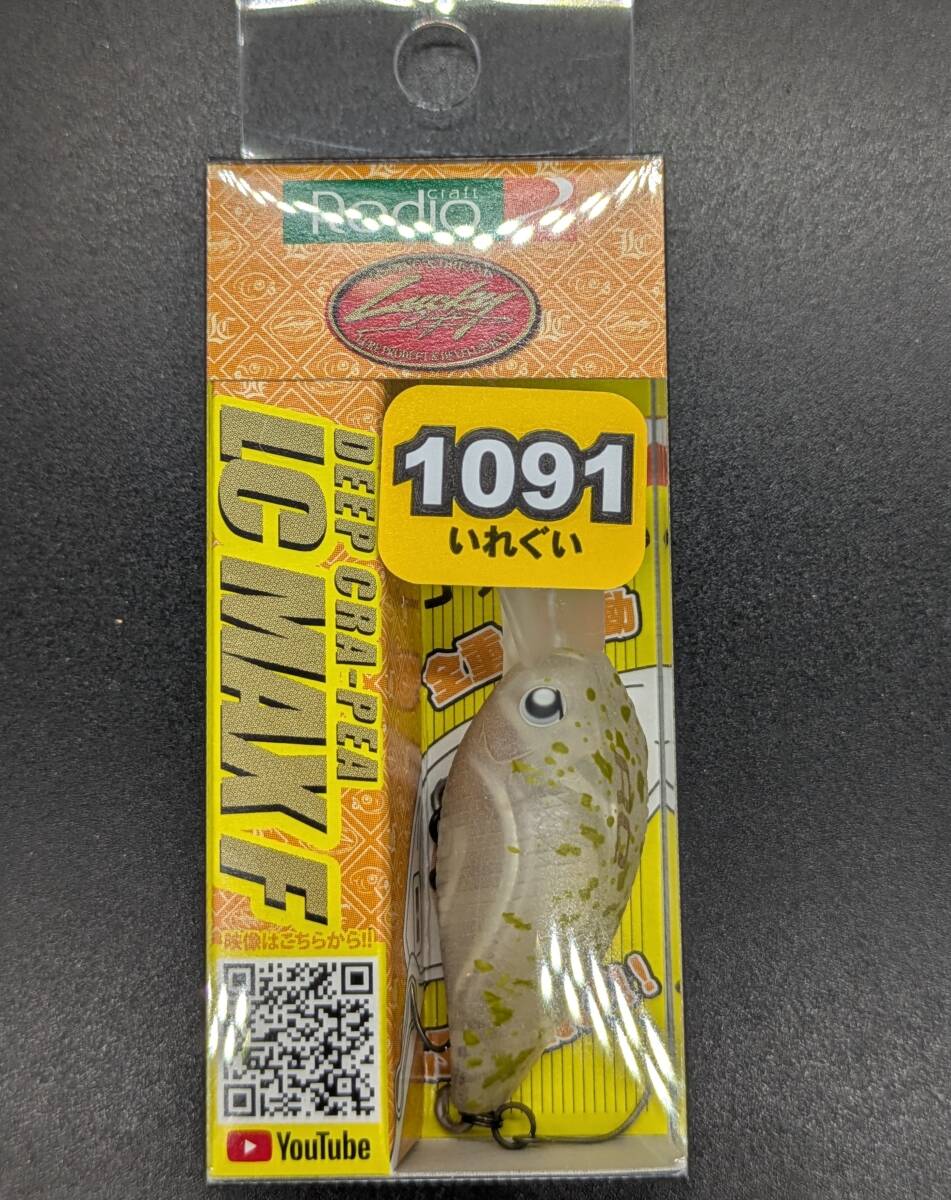 Rodio craft
Lucky Craft
DEEP CRA-PEA
LC MAX F
1091
いれぐい
映像はこちらから!!
YouTube